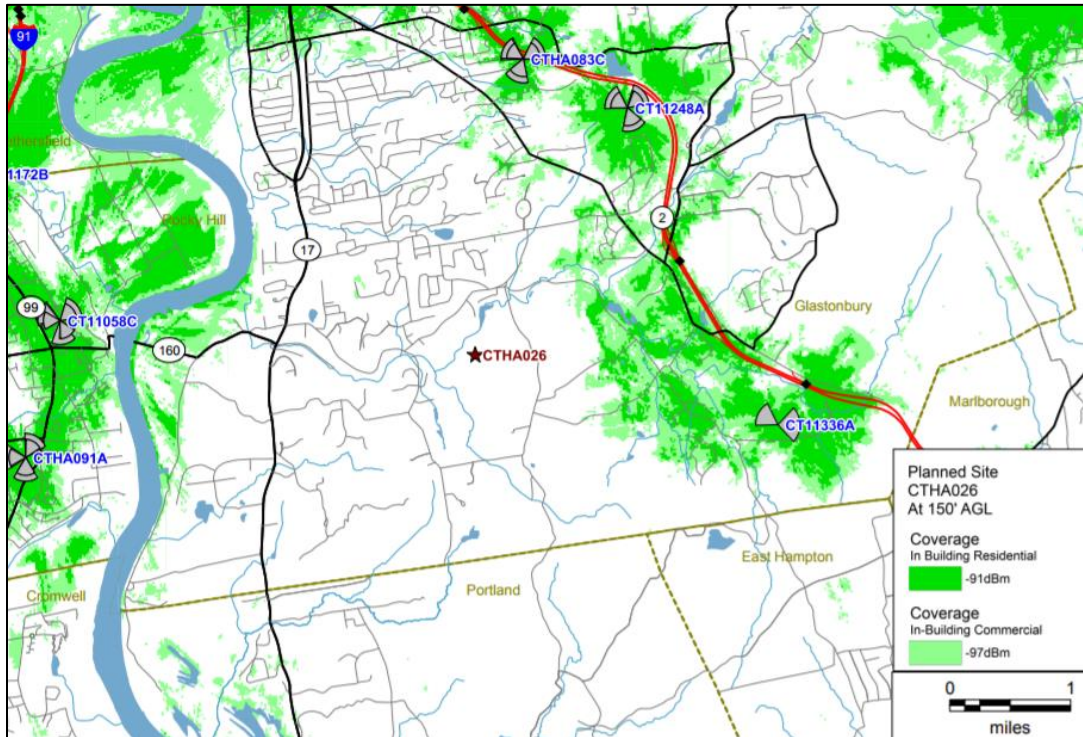 91
CTHA083C
CT11248A
ethersfield
1172B
Rocky Hill
2
17
Glastonbury
99
CT11058C
160
CTHA026
Marlborough
CT11336A
CTHA091A
Planned Site
CTHA026
At 150' AGL
Coverage
In Building Residential
-91dBm
East Hampton
Portland
Cromwell
Coverage
In-Building Commercial
-97dBm
0 1
miles